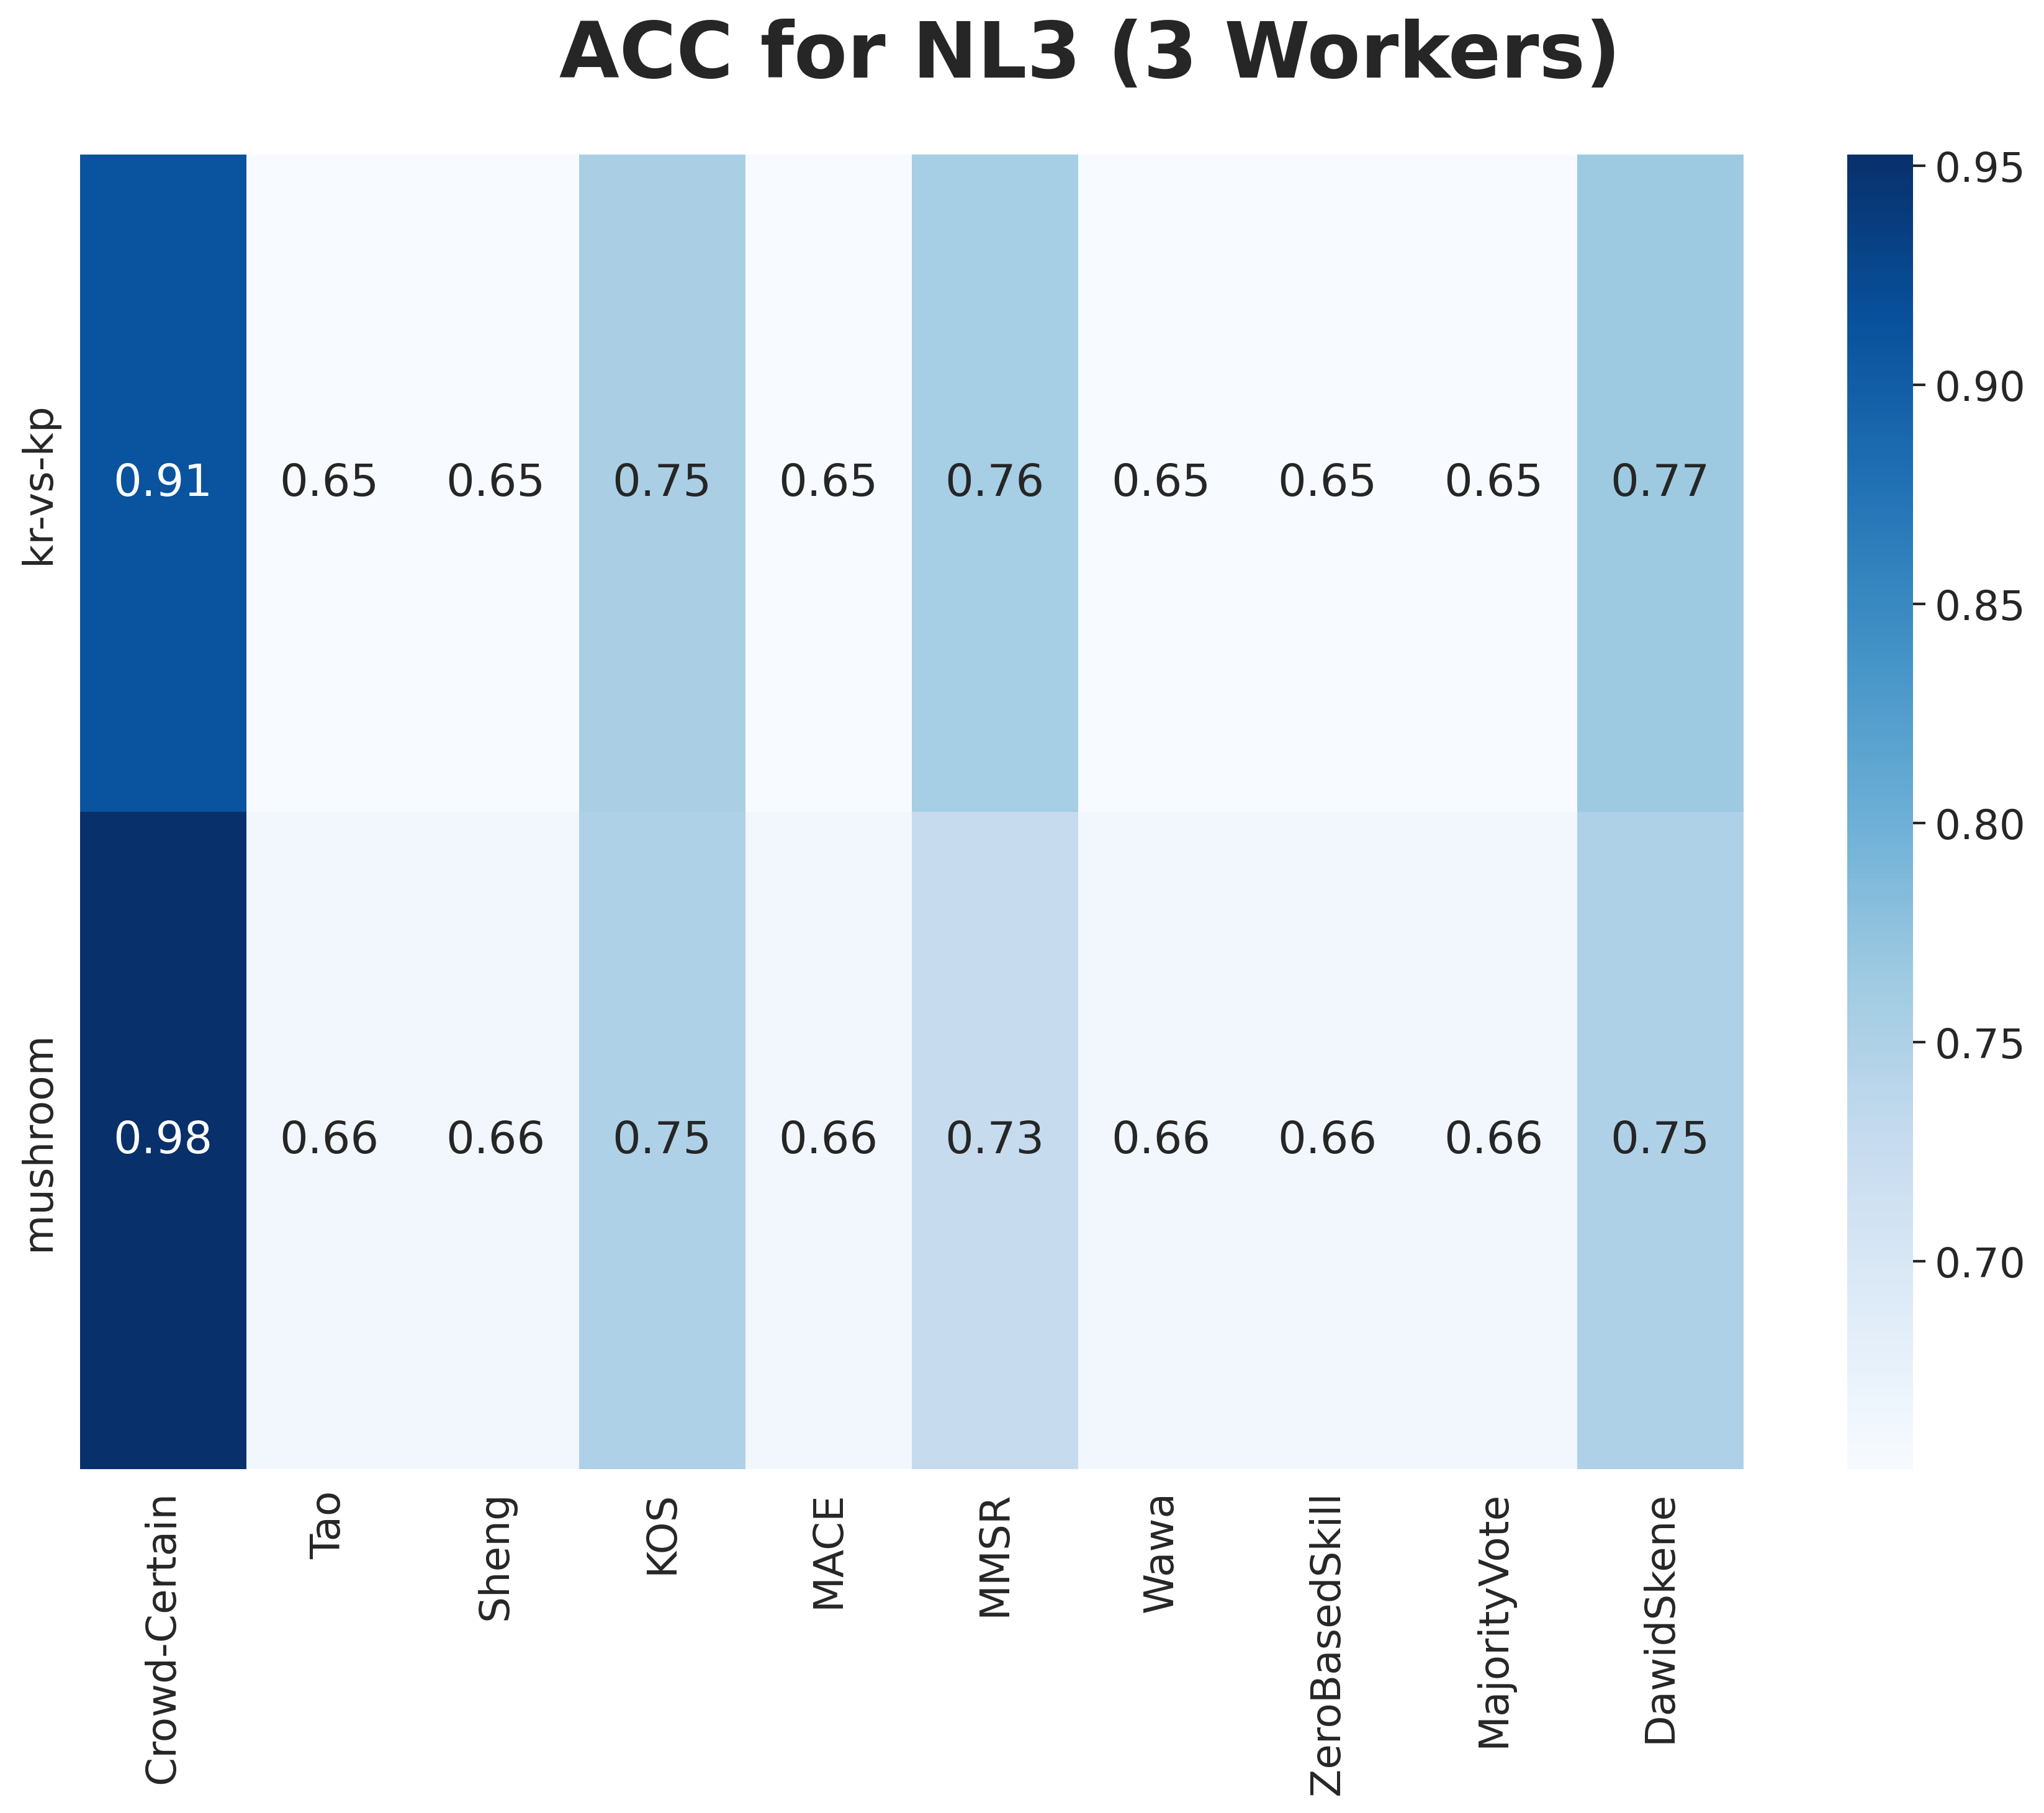 ACC for NL3 (3 Workers)
kr-vs-kp
0.91 0.65 0.65 0.75 0.65 0.76 0.65 0.65 0.65 0.77
mushroom
0.98 0.66 0.66 0.75 0.66 0.73 0.66 0.66 0.66 0.75
Crowd-Certain
Tao
Sheng
KOS
MACE
MMSR
Wawa
ZeroBasedSkill
MajorityVote
DawidSkene
0.95
0.90
0.85
0.80
0.75
0.70